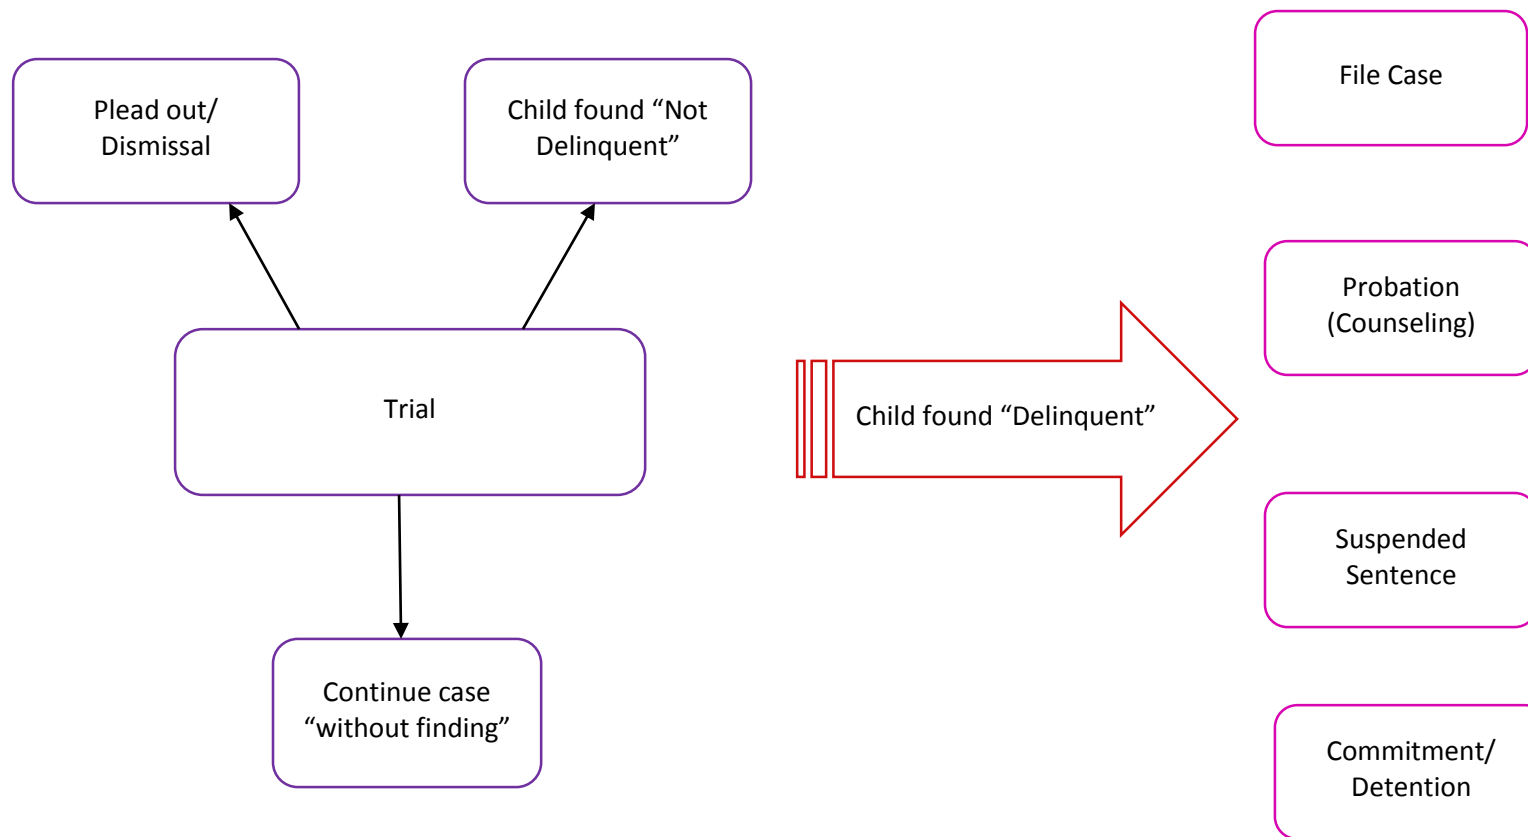 Plead out/
Dismissal
Child found “Not
Delinquent”
Trial
Continue case
“without finding”
Child found “Delinquent”
File Case
Probation
(Counseling)
Suspended
Sentence
Commitment/
Detention